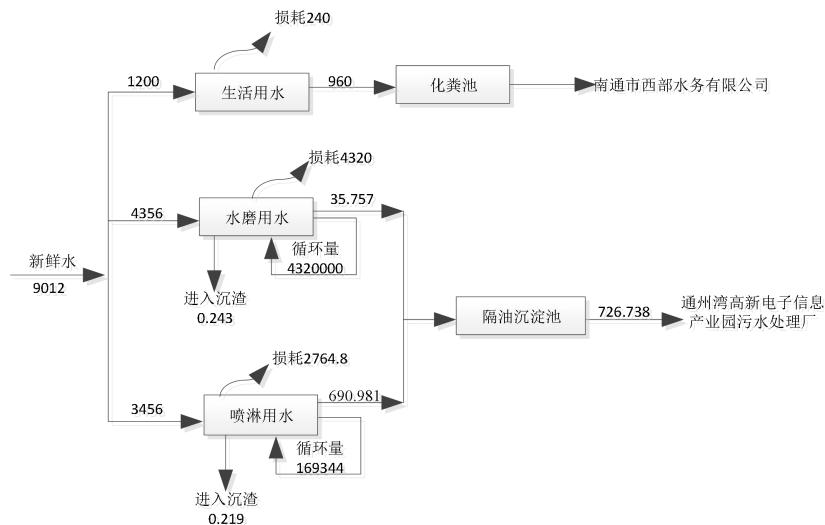 损耗240
1200
生活用水
960
化粪池
南通市西部水务有限公司
损耗4320
4356
水磨用水
35.757
循环量
4320000
新鲜水
9012
进入沉渣
0.243
隔油沉淀池
726.738
通州湾高新电子信息
产业园污水处理厂
损耗2764.8
3456
喷淋用水
690.981
循环量
169344
进入沉渣
0.219